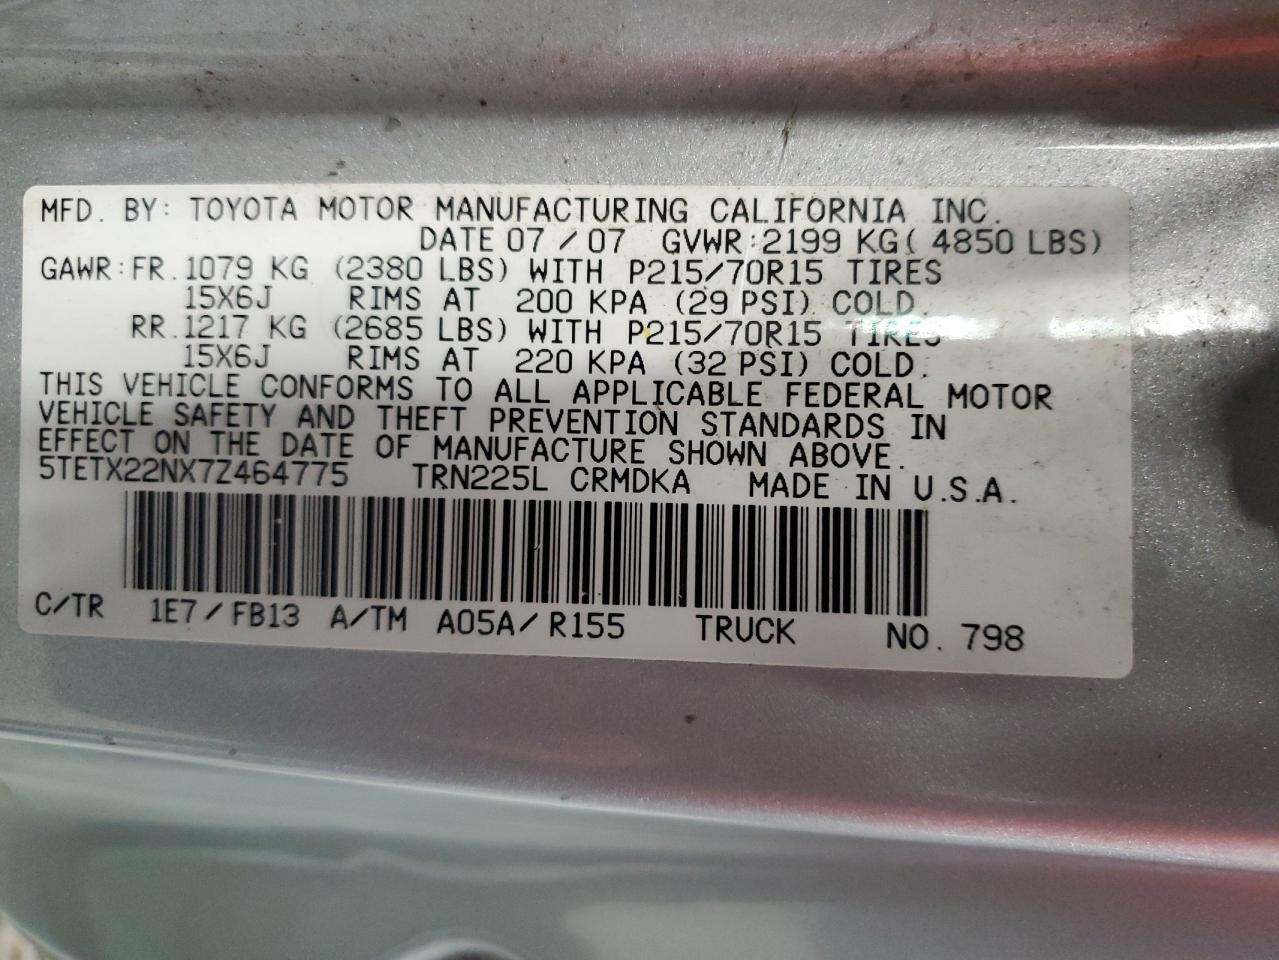 MFD. BY: TOYOTA MOTOR MANUFACTURING CALIFORNIA INC.
DATE 07 / 07 GVWR:2199 KG( 4850 LBS)
GAWR:FR.1079 KG (2380 LBS) WITH P215/70R15 TIRES
15X6J RIMS AT 200 KPA (29 PSI) COLD.
RR.1217 KG (2685 LBS) WITH P215/70R15 TIRES
15X6J RIMS AT 220 KPA (32 PSI) COLD.
THIS VEHICLE CONFORMS TO ALL APPLICABLE FEDERAL MOTOR
VEHICLE SAFETY AND THEFT PREVENTION STANDARDS IN
EFFECT ON THE DATE OF MANUFACTURE SHOWN ABOVE.
5TETX22NX7Z464775 TRN225L CRMDKA MADE IN U.S.A.
C/TR 1E7/FB13 A/TM A05A/R155 TRUCK NO. 798